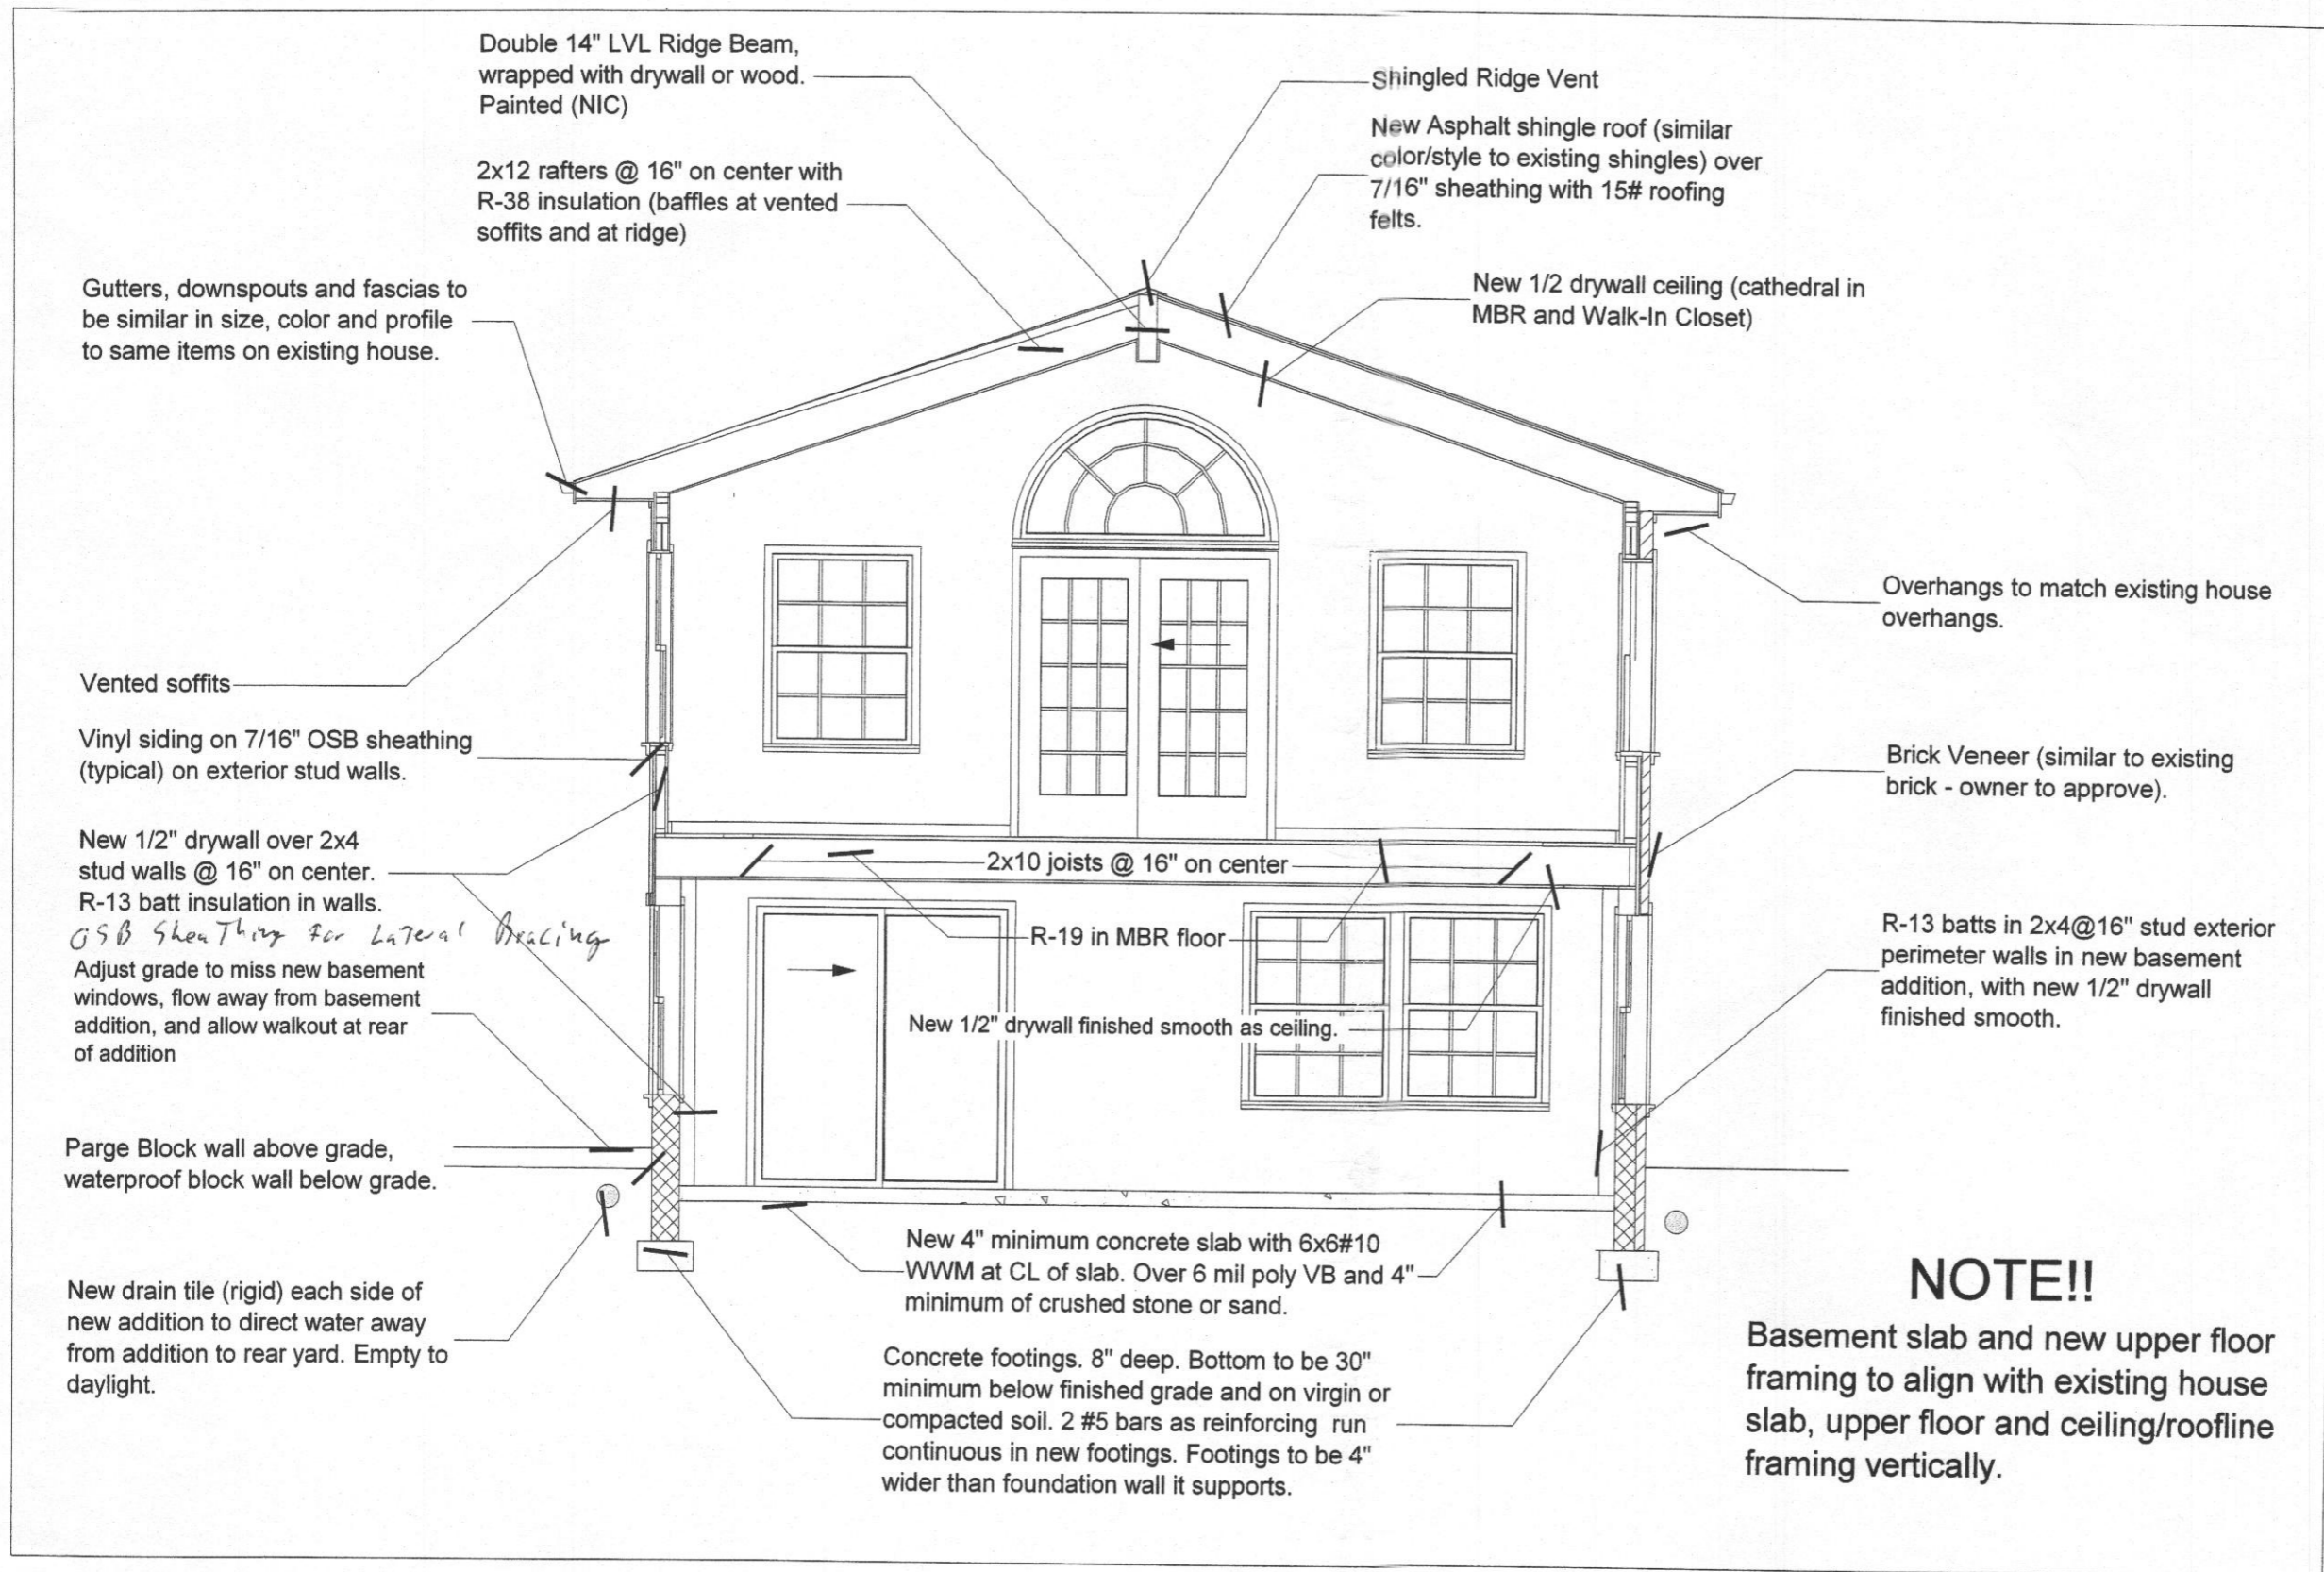 Double 14" LVL Ridge Beam,
wrapped with drywall or wood.
Painted (NIC)
2x12 rafters @ 16" on center with
R-38 insulation (baffles at vented
soffits and at ridge)
Shingled Ridge Vent
New Asphalt shingle roof (similar
color/style to existing shingles) over
7/16" sheathing with 15# roofing
felts.
New 1/2 drywall ceiling (cathedral in
MBR and Walk-In Closet)
Gutters, downspouts and fascias to
be similar in size, color and profile
to same items on existing house.
Overhangs to match existing house
overhangs.
Vented soffits
Vinyl siding on 7/16" OSB sheathing
(typical) on exterior stud walls.
Brick Veneer (similar to existing
brick - owner to approve).
New 1/2" drywall over 2x4
stud walls @ 16" on center.
R-13 batt insulation in walls.
OSB SheaThing For LaTeral Bracing
2x10 joists @ 16" on center
R-19 in MBR floor
New 1/2" drywall finished smooth as ceiling.
R-13 batts in 2x4@16" stud exterior
perimeter walls in new basement
addition, with new 1/2" drywall
finished smooth.
Adjust grade to miss new basement
windows, flow away from basement
addition, and allow walkout at rear
of addition
Parge Block wall above grade,
waterproof block wall below grade.
New drain tile (rigid) each side of
new addition to direct water away
from addition to rear yard. Empty to
daylight.
New 4" minimum concrete slab with 6x6#10
WWM at CL of slab. Over 6 mil poly VB and 4"
minimum of crushed stone or sand.
Concrete footings. 8" deep. Bottom to be 30"
minimum below finished grade and on virgin or
compacted soil. 2 #5 bars as reinforcing run
continuous in new footings. Footings to be 4"
wider than foundation wall it supports.
NOTE!!
Basement slab and new upper floor
framing to align with existing house
slab, upper floor and ceiling/roofline
framing vertically.